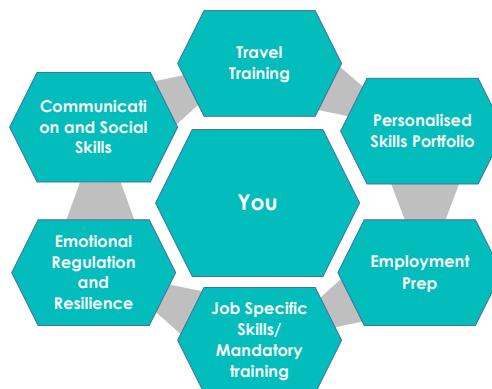 Travel
Training
Communicati
on and Social
Skills
Personalised
Skills Portfolio
You
Emotional
Regulation
and
Resilience
Employment
Prep
Job Specific
Skills/
Mandatory
training